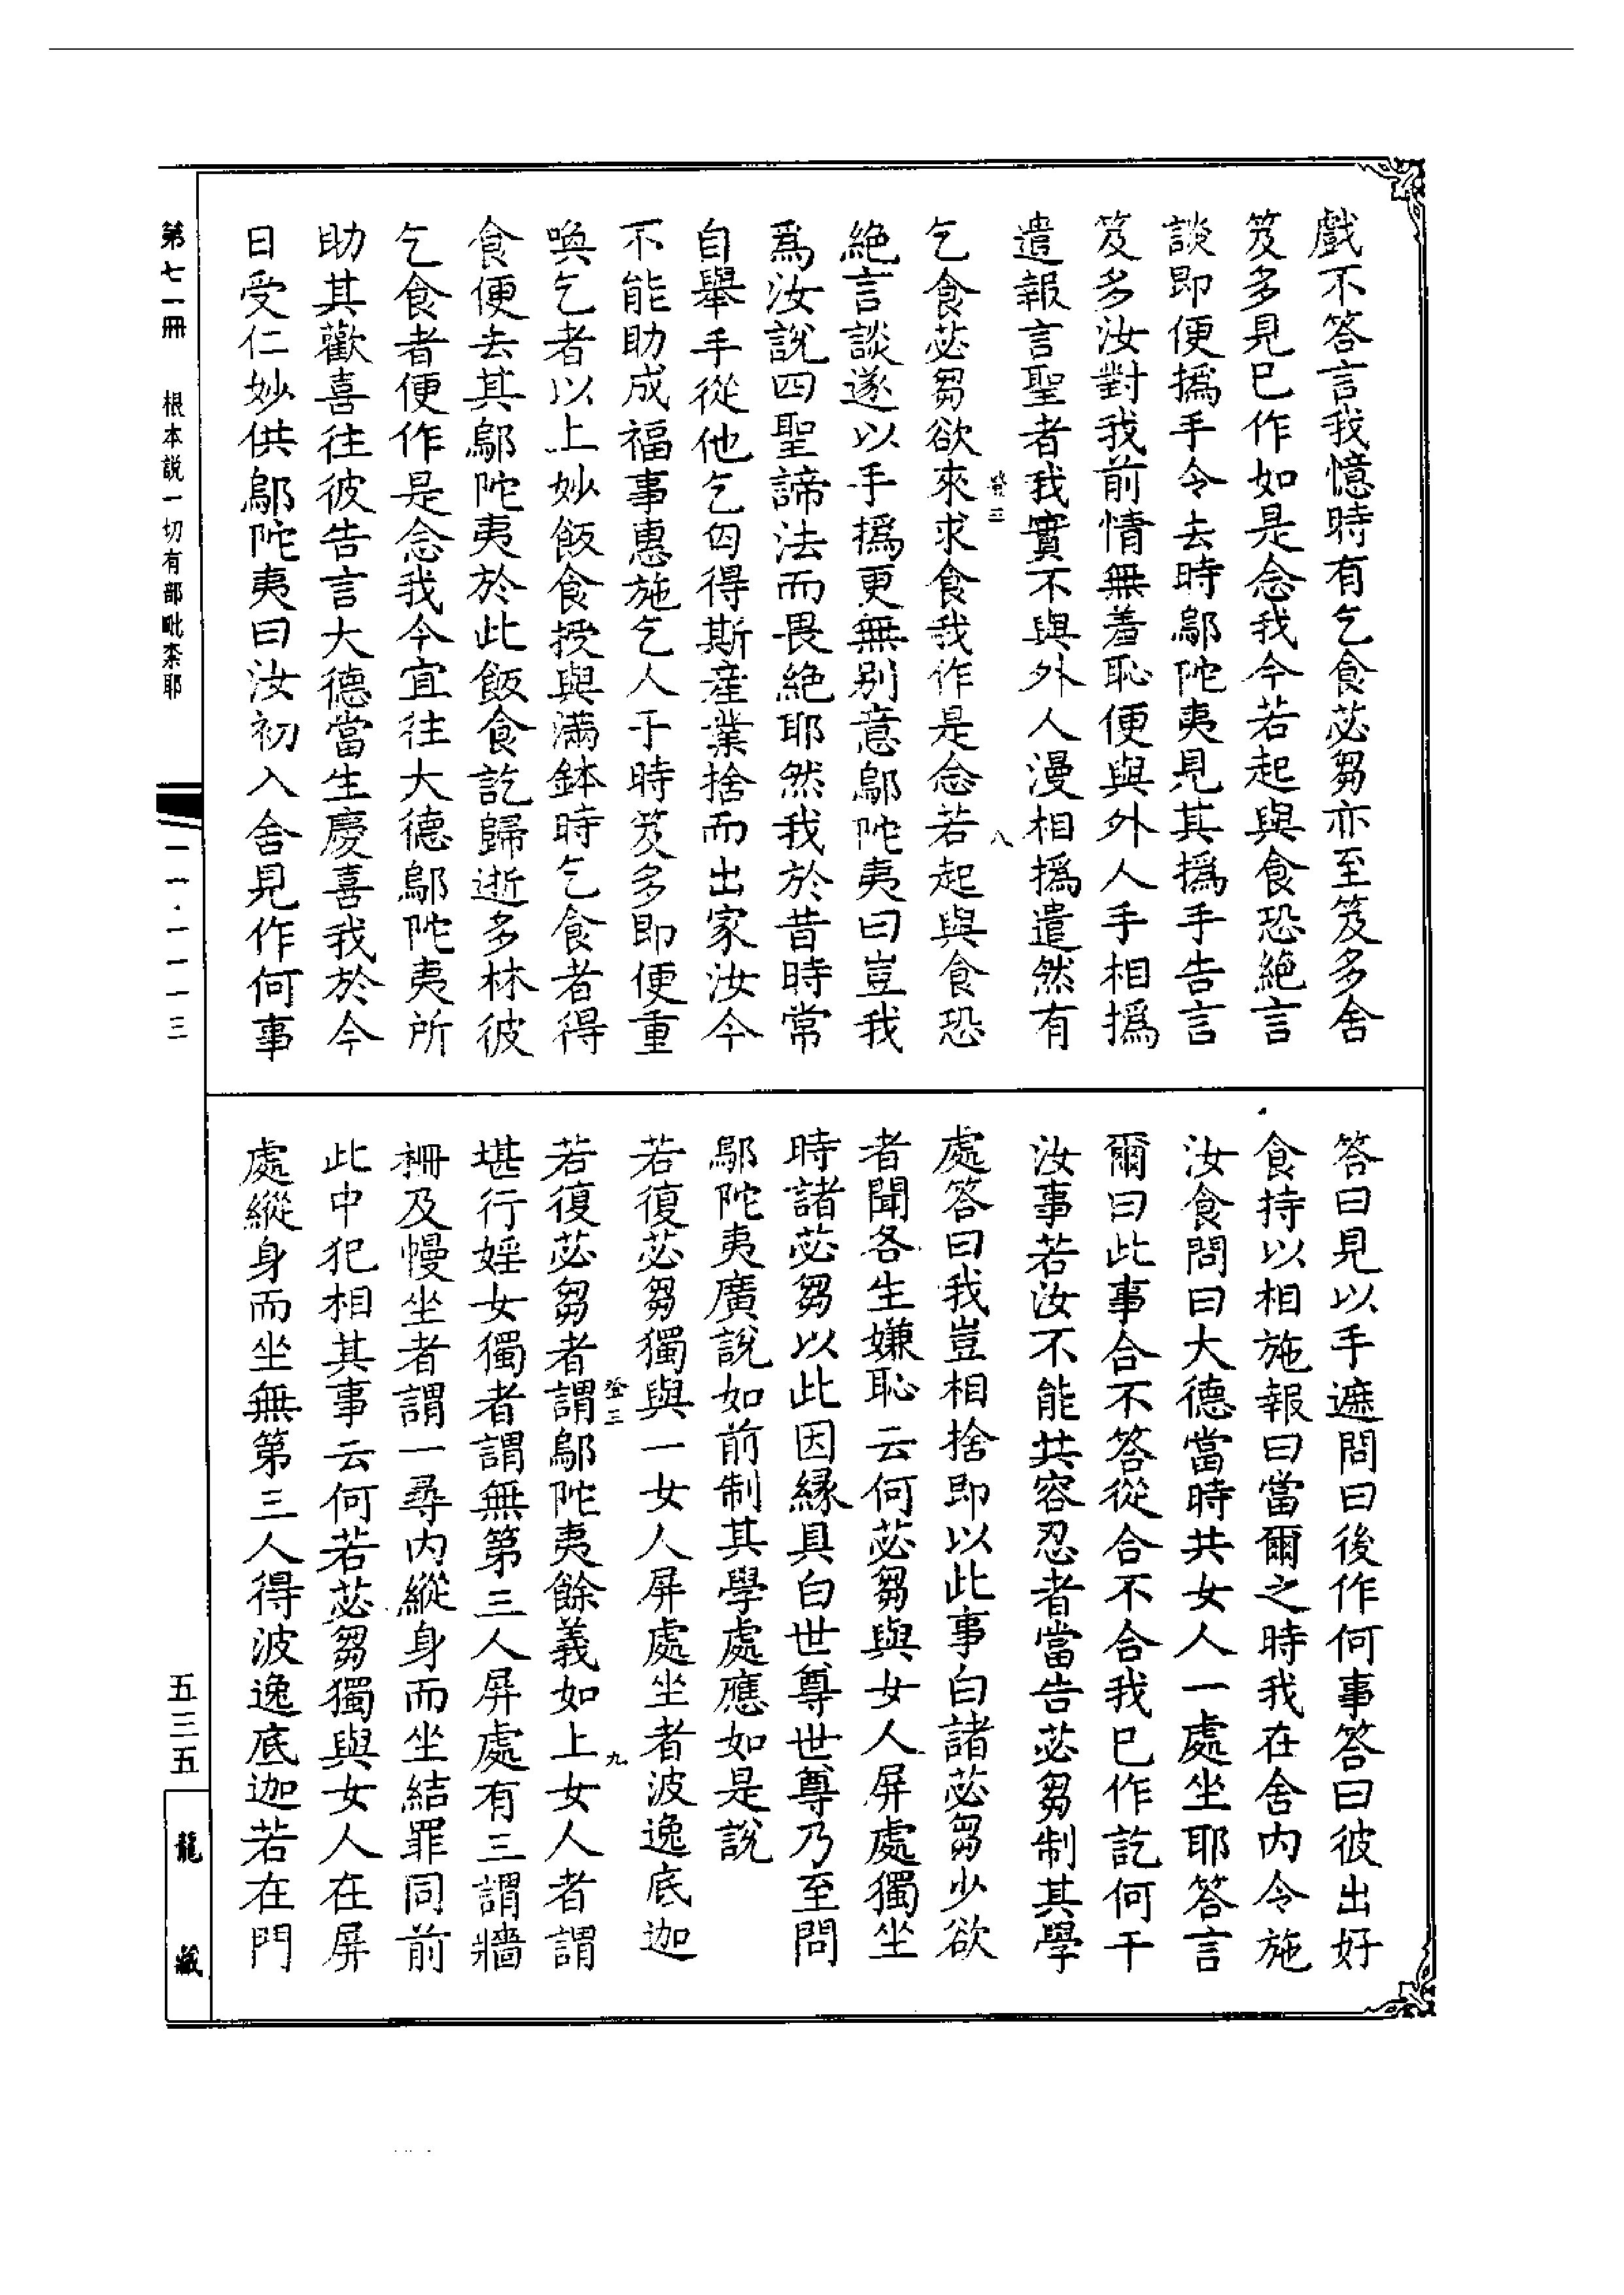 戲不答言我憶時有乞食苾芻亦至笈多舍
笈多見已作如是念我今若起與食恐絕言
談即便撝手令去時鄔陀夷見其撝手告言
笈多汝對我前情無羞恥便與外人手相撝
遣報言聖者我實不與外人漫相撝遣然有
登三
八
乞食苾芻欲來求食我作是念若起與食恐
絕言談遂以手撝更無別意鄔陀夷曰豈我
爲汝說四聖諦法而畏絕耶然我於昔時常
自舉手從他乞匃得斯產業捨而出家汝今
不能助成福事惠施乞人于時笈多即便重
喚乞者以上妙飯食授與滿鉢時乞食者得
食便去其鄔陀夷於此飯食訖歸逝多林彼
乞食者便作是念我今宜往大德鄔陀夷所
助其歡喜往彼告言大德當生慶喜我於今
日受仁妙供鄔陀夷曰汝初入舍見作何事
答曰見以手遮問曰後作何事答曰彼出好
食持以相施報曰當爾之時我在舍內令施
汝食問曰大德當時共女人一處坐耶答言
爾曰此事合不答從合不合我已作訖何干
汝事若汝不能共容忍者當告苾芻制其學
處答曰我豈相捨即以此事白諸苾芻少欲
者聞各生嫌恥云何苾芻與女人屏處獨坐
時諸苾芻以此因緣具白世尊世尊乃至問
鄔陀夷廣說如前制其學處應如是說
若復苾芻獨與一女人屏處坐者波逸底迦
登三
九
若復苾芻者謂鄔陀夷餘義如上女人者謂
堪行婬女獨者謂無第三人屏處有三謂牆
柵及幔坐者謂一尋內縱身而坐結罪同前
此中犯相其事云何若苾芻獨與女人在屏
處縱身而坐無第三人得波逸底迦若在門
第七一冊
根本說一切有部毗柰耶
一一·一一一三
五三五
龍藏